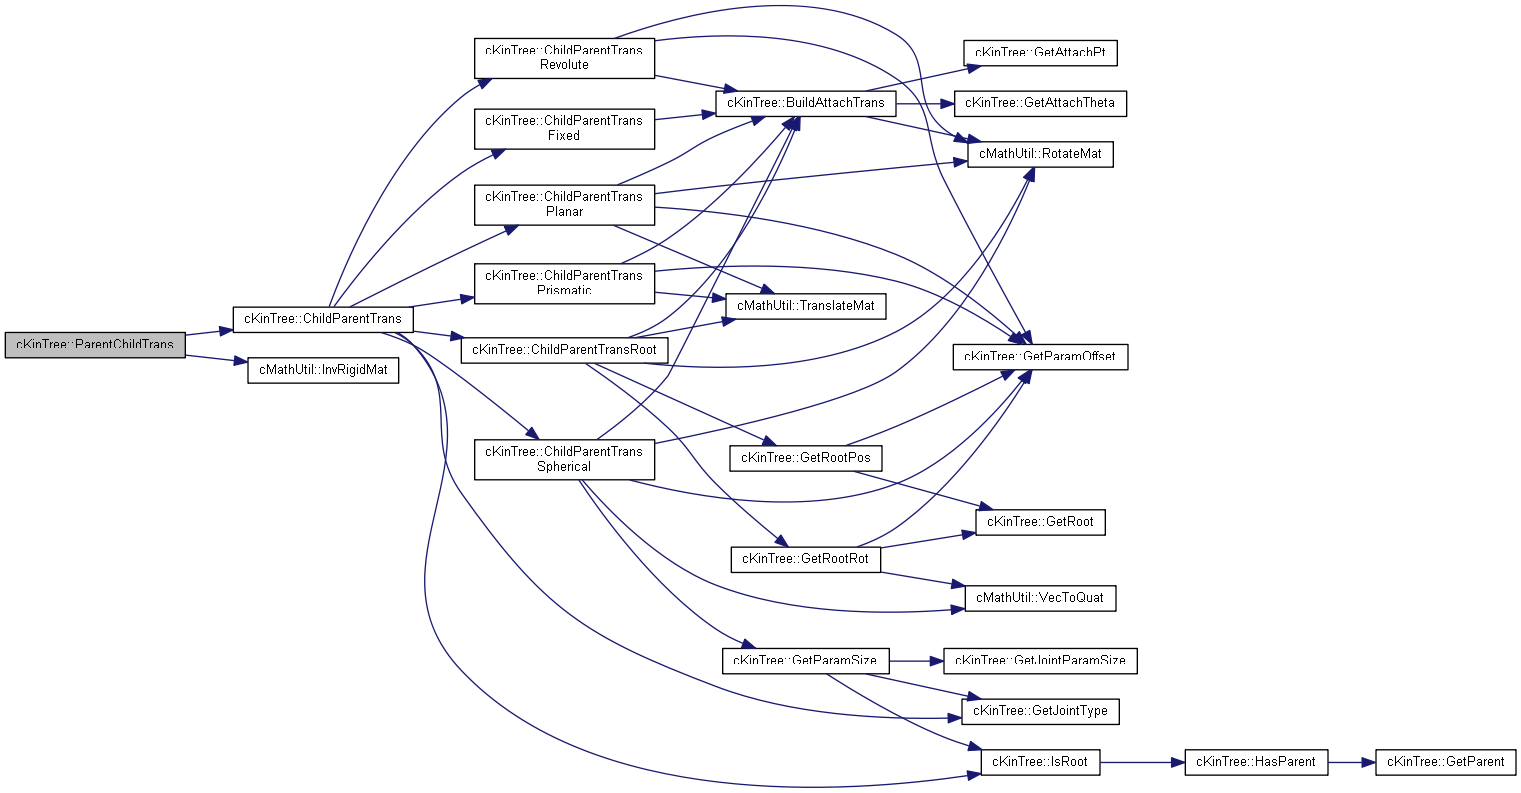 cKinTree::ParentChildTrans
cKinTree::ChildParentTrans
cMathUtil::InvRigidMat
cKinTree::ChildParentTrans
Revolute
cKinTree::ChildParentTrans
Fixed
cKinTree::ChildParentTrans
Planar
cKinTree::ChildParentTrans
Prismatic
cKinTree::ChildParentTransRoot
cKinTree::ChildParentTrans
Spherical
cKinTree::BuildAttachTrans
cMathUtil::TranslateMat
cKinTree::GetRootPos
cKinTree::GetRootRot
cKinTree::GetParamSize
cKinTree::GetAttachPt
cKinTree::GetAttachTheta
cMathUtil::RotateMat
cKinTree::GetParamOffset
cKinTree::GetRoot
cMathUtil::VecToQuat
cKinTree::GetJointParamSize
cKinTree::GetJointType
cKinTree::IsRoot
cKinTree::HasParent
cKinTree::GetParent